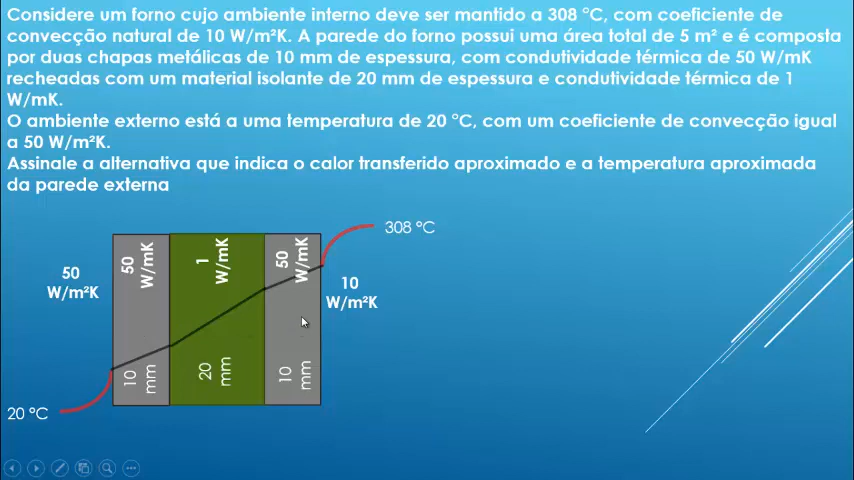 Considere um forno cujo ambiente interno deve ser mantido a 308 °C, com coeficiente de
convecção natural de 10 W/m²K. A parede do forno possui uma área total de 5 m² e é composta
por duas chapas metálicas de 10 mm de espessura, com condutividade térmica de 50 W/mK
recheadas com um material isolante de 20 mm de espessura e condutividade térmica de 1
W/mK.
O ambiente externo está a uma temperatura de 20 °C, com um coeficiente de convecção igual
a 50 W/m²K.
Assinale a alternativa que indica o calor transferido aproximado e a temperatura aproximada
da parede externa
308 °C
50
W/m²K
50
W/mK
1
W/mK
50
W/mK
10
W/m²K
10
mm
20
mm
10
mm
20 °C